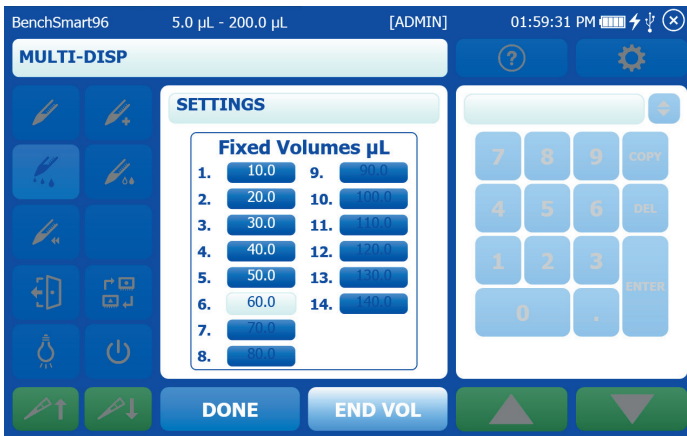 BenchSmart96 5.0 µL - 200.0 µL [ADMIN] 01:59:31 PM
MULTI-DISP
?
SETTINGS
Fixed Volumes µL
1. 10.0 9. 90.0
2. 20.0 10. 100.0
3. 30.0 11. 110.0
4. 40.0 12. 120.0
5. 50.0 13. 130.0
6. 60.0 14. 140.0
7. 70.0
8. 80.0
7 8 9 COPY
4 5 6 DEL
1 2 3 ENTER
0 .
DONE END VOL